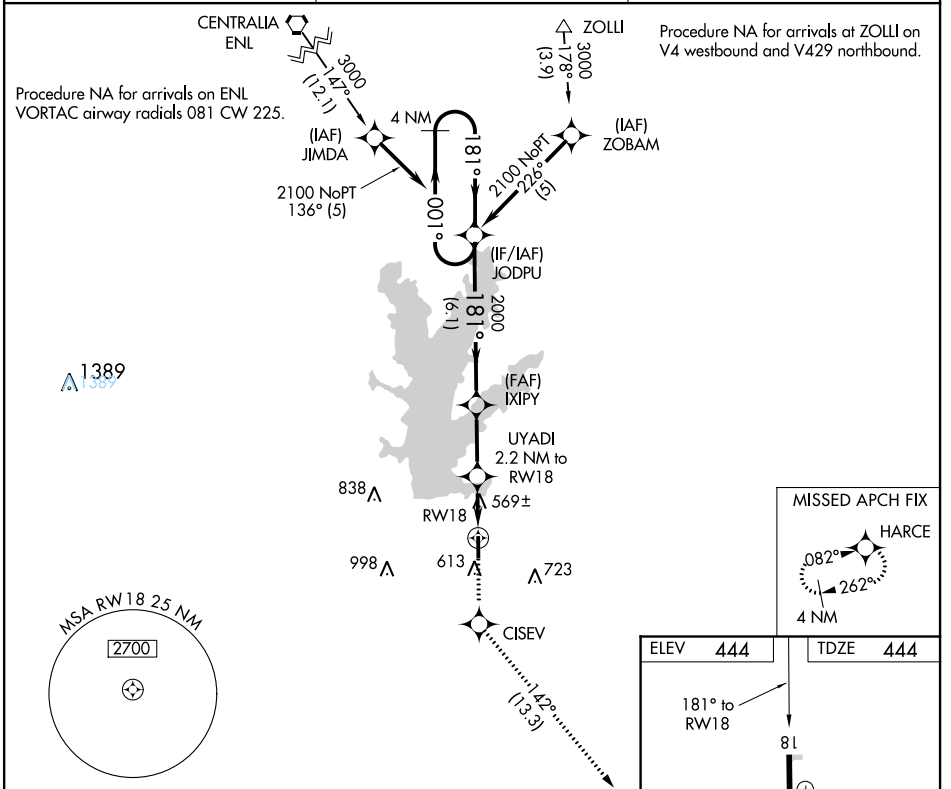 CENTRALIA
ENL
ZOLLI
Procedure NA for arrivals at ZOLLI on
V4 westbound and V429 northbound.
3000
147°
(12.1)
3000
178°
(3.9)
Procedure NA for arrivals on ENL
VORTAC airway radials 081 CW 225.
4 NM
(IAF)
JIMDA
(IAF)
ZOBAM
181°
001°
2100 NoPT
136° (5)
2100 NoPT
226°
(5)
(IF/IAF)
JODPU
2000
181°
(6.1)
1389
1389
(FAF)
IXIPY
UYADI
2.2 NM to
RW18
838
569±
RW18
998
613
723
CISEV
142°
(13.3)
MISSED APCH FIX
HARCE
082°
262°
4 NM
MSA RW18 25 NM
2700
ELEV 444
TDZE 444
181° to
RW18
18